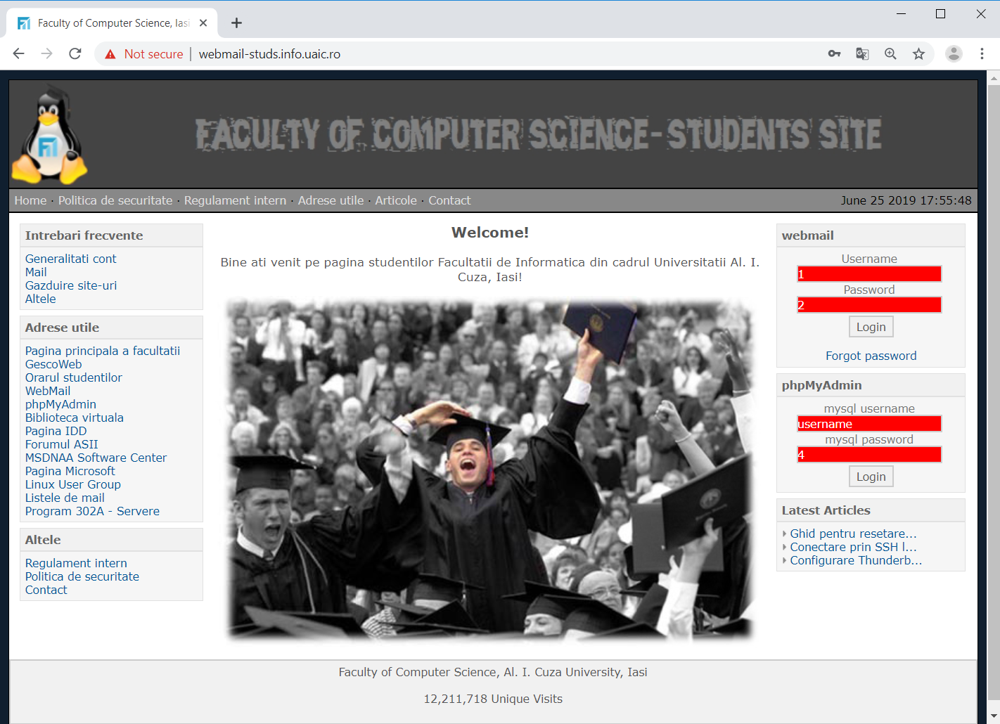 Faculty of Computer Science, Iasi
Not secure
webmail-studs.info.uaic.ro
FACULTY OF COMPUTER SCIENCE-STUDENTS SITE
Home · Politica de securitate · Regulament intern · Adrese utile · Articole · Contact
June 25 2019 17:55:48
Intrebari frecvente
Generalitati cont
Mail
Gazduire site-uri
Altele
Adrese utile
Pagina principala a facultatii
GescoWeb
Orarul studentilor
WebMail
phpMyAdmin
Biblioteca virtuala
Pagina IDD
Forumul ASII
MSDNAA Software Center
Pagina Microsoft
Linux User Group
Listele de mail
Program 302A - Servere
Altele
Regulament intern
Politica de securitate
Contact
Welcome!
Bine ati venit pe pagina studentilor Facultatii de Informatica din cadrul Universitatii Al. I.
Cuza, Iasi!
webmail
Username
1
Password
2
Login
Forgot password
phpMyAdmin
mysql username
username
mysql password
4
Login
Latest Articles
Ghid pentru resetare...
Conectare prin SSH l...
Configurare Thunderb...
Faculty of Computer Science, Al. I. Cuza University, Iasi
12,211,718 Unique Visits